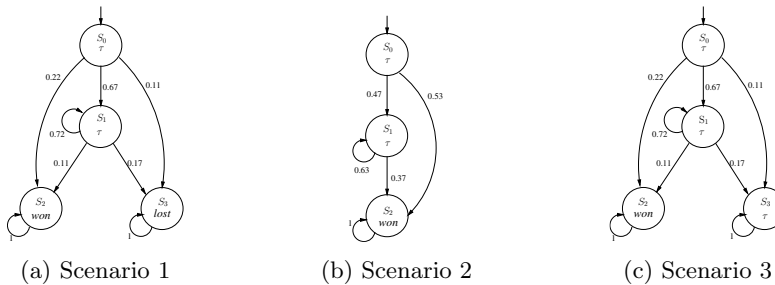 S0
τ
0.22
0.67
0.11
S1
τ
0.72
0.11
0.17
S2
won
1
S3
lost
1
(a) Scenario 1
S0
τ
0.47
0.53
S1
τ
0.63
0.37
S2
won
1
(b) Scenario 2
S0
τ
0.22
0.67
0.11
S1
τ
0.72
0.11
0.17
S2
won
1
S3
τ
1
(c) Scenario 3